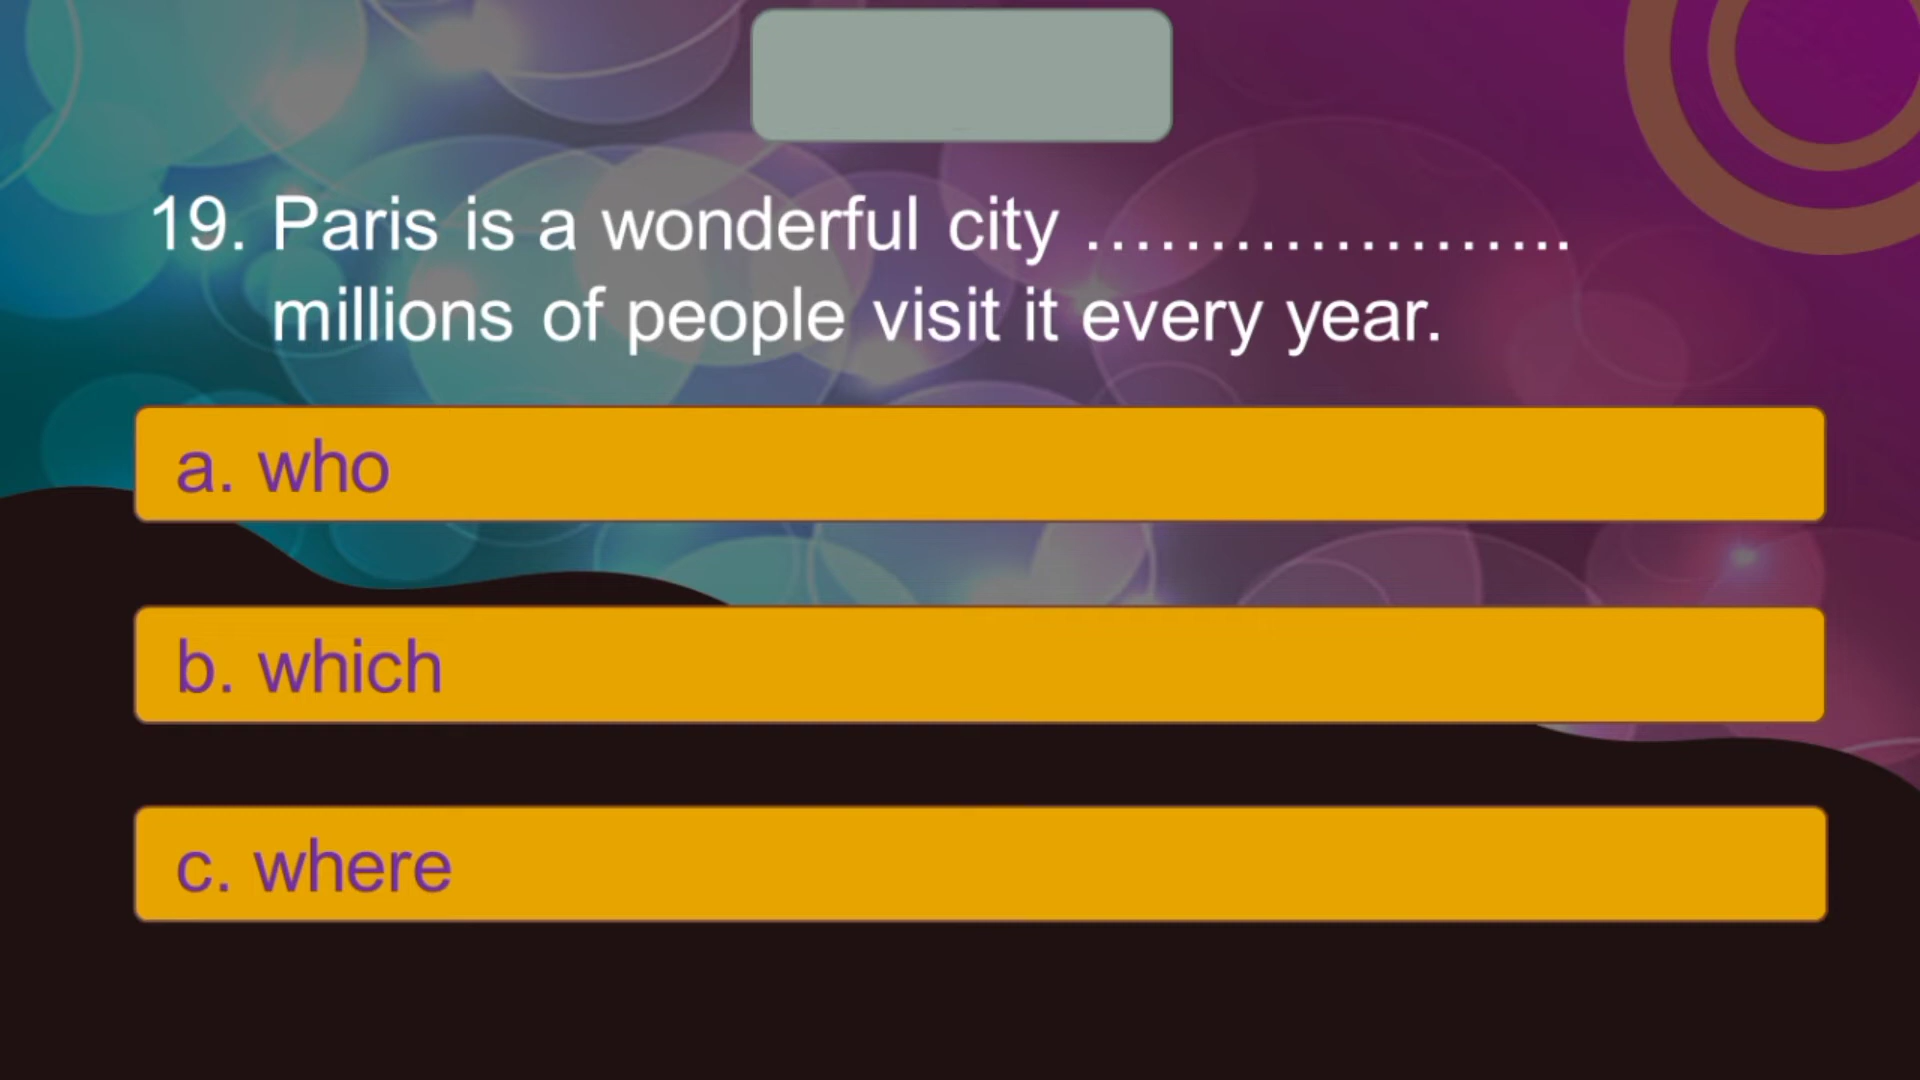 19. Paris is a wonderful city …………………..
millions of people visit it every year.
a. who
b. which
c. where